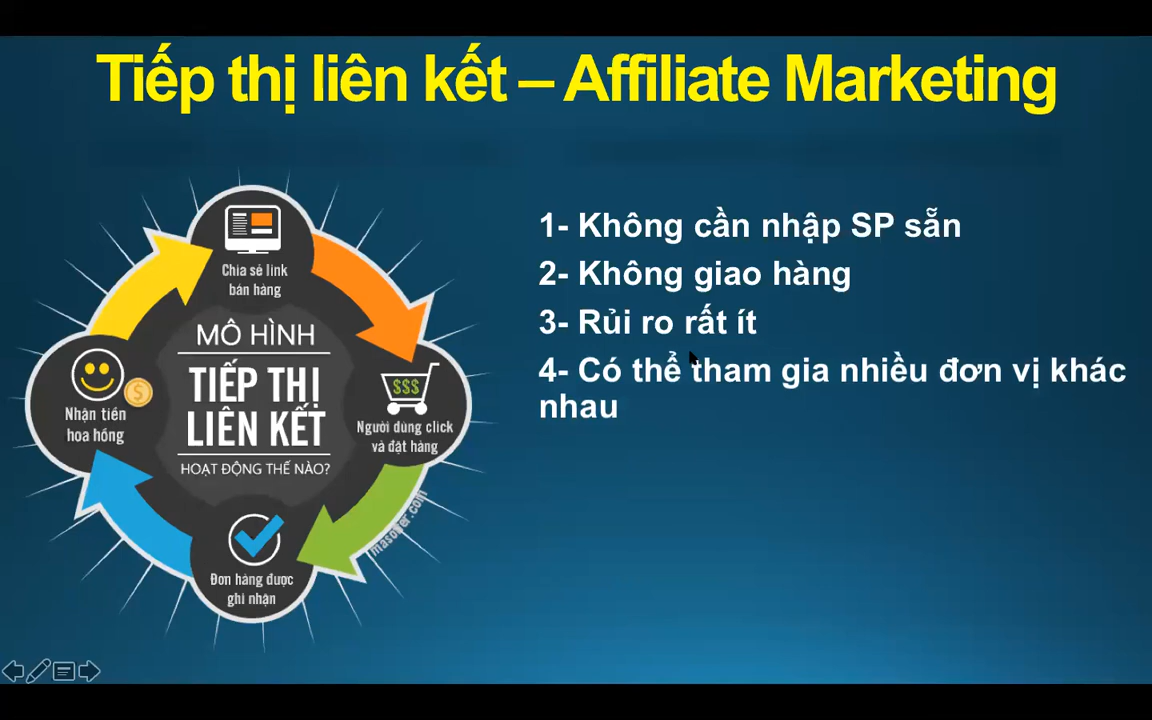 Tiếp thị liên kết – Affiliate Marketing
Chia sẻ link
bán hàng
MÔ HÌNH
TIẾP THỊ
LIÊN KẾT
HOẠT ĐỘNG THẾ NÀO?
$$$
Người dùng click
và đặt hàng
Đơn hàng được
ghi nhận
Nhận tiền
hoa hồng
$
masoffer.com
1- Không cần nhập SP sẵn
2- Không giao hàng
3- Rủi ro rất ít
4- Có thể tham gia nhiều đơn vị khác
nhau